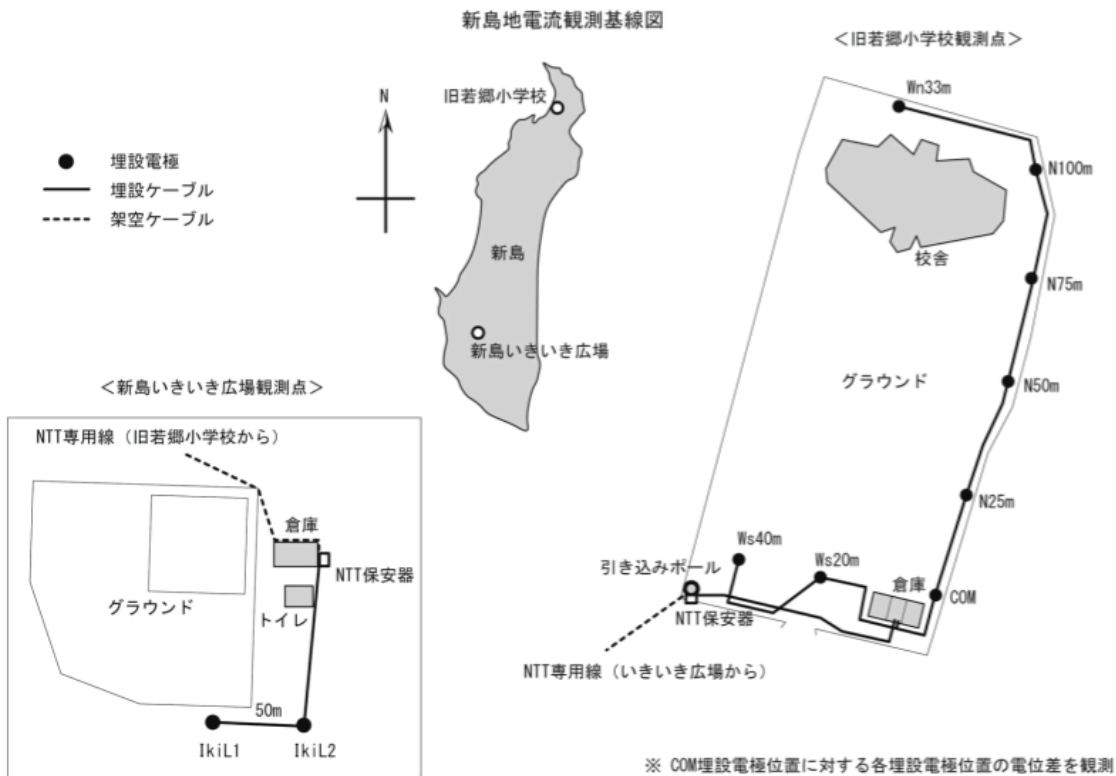 新島地電流観測基線図
N
埋設電極
埋設ケーブル
架空ケーブル
旧若郷小学校
新島
新島いきいき広場
<旧若郷小学校観測点>
Wn33m
N100m
校舎
N75m
グラウンド
N50m
N25m
Ws40m
Ws20m
引き込みポール
倉庫
COM
NTT保安器
NTT専用線(いきいき広場から)
<新島いきいき広場観測点>
NTT専用線(旧若郷小学校から)
倉庫
NTT保安器
グラウンド
トイレ
50m
IkiL1
IkiL2
※ COM埋設電極位置に対する各埋設電極位置の電位差を観測